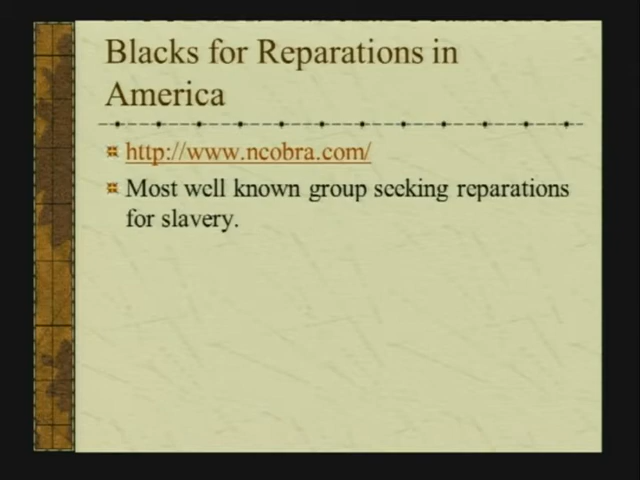 Blacks for Reparations in
America
http://www.ncobra.com/
Most well known group seeking reparations
for slavery.